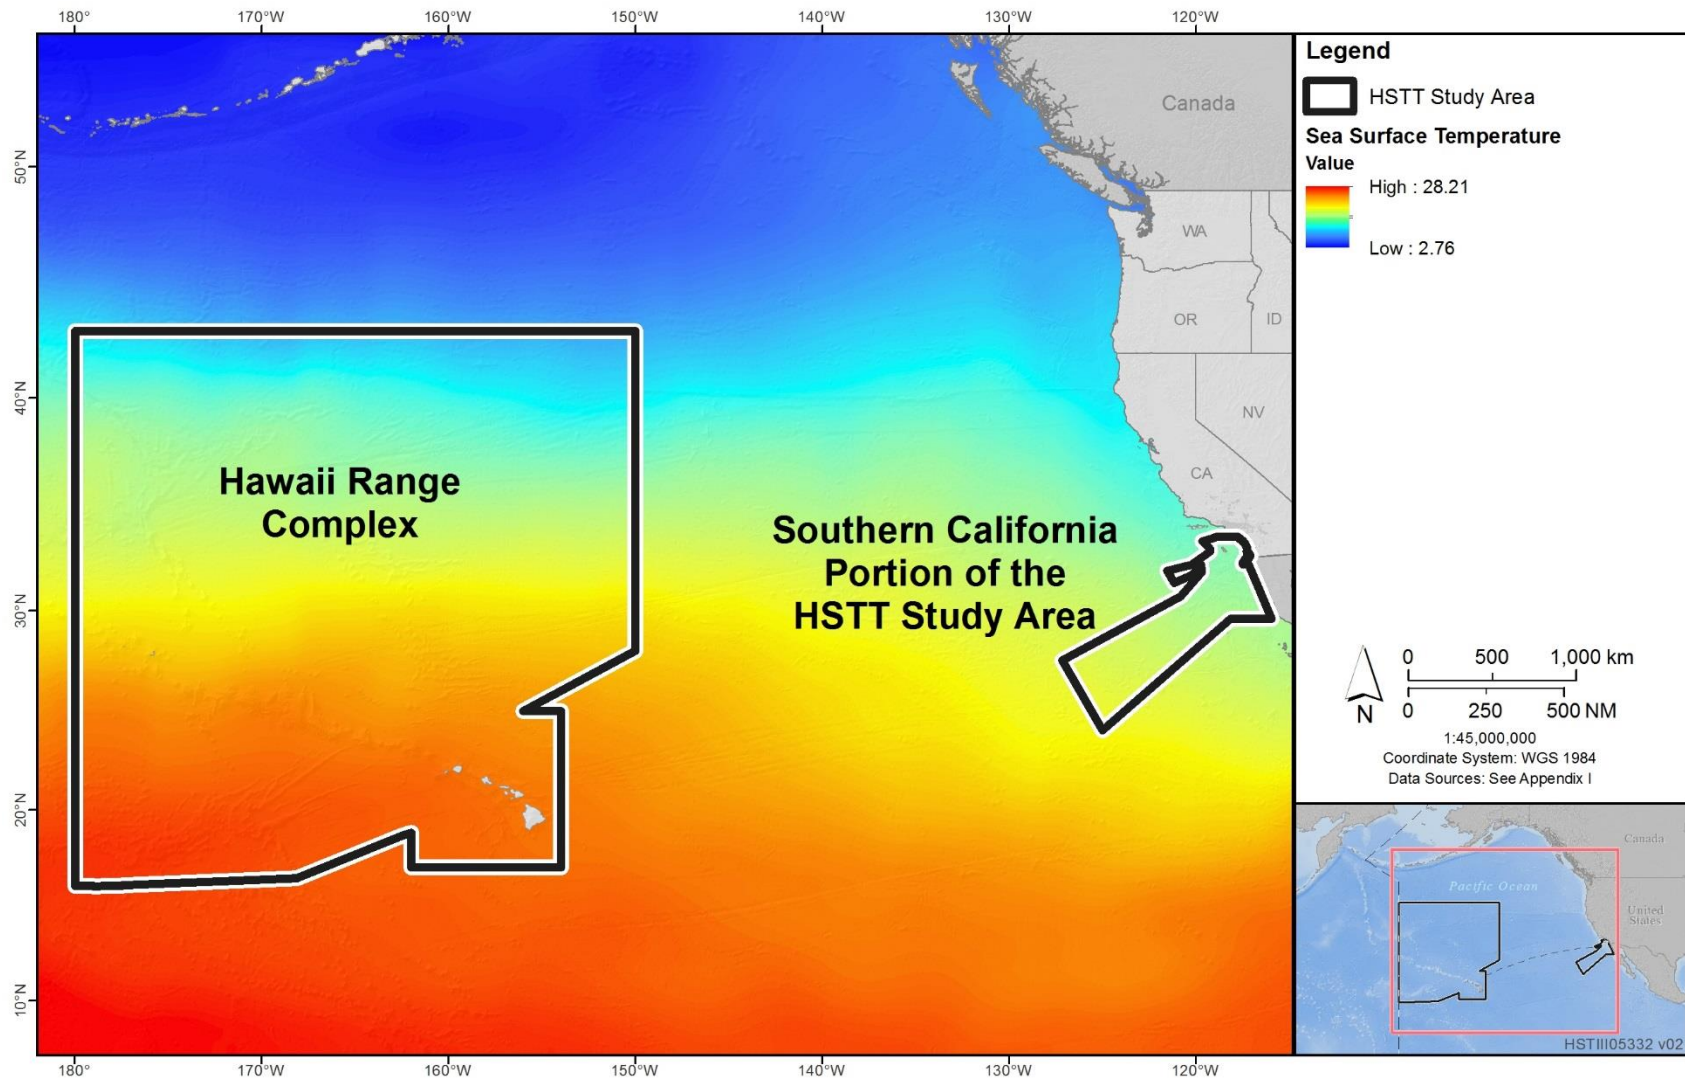 180°
170°W
160°W
150°W
140°W
130°W
120°W
50°N
40°N
30°N
20°N
10°N
Canada
WA
OR
ID
NV
CA
Hawaii Range
Complex
Southern California
Portion of the
HSTT Study Area
180°
170°W
160°W
150°W
140°W
130°W
120°W
Legend
HSTT Study Area
Sea Surface Temperature
Value
High : 28.21
Low : 2.76
N
0 500 1,000 km
0 250 500 NM
1:45,000,000
Coordinate System: WGS 1984
Data Sources: See Appendix I
Canada
Pacific Ocean
United
States
HSTIII05332 v02